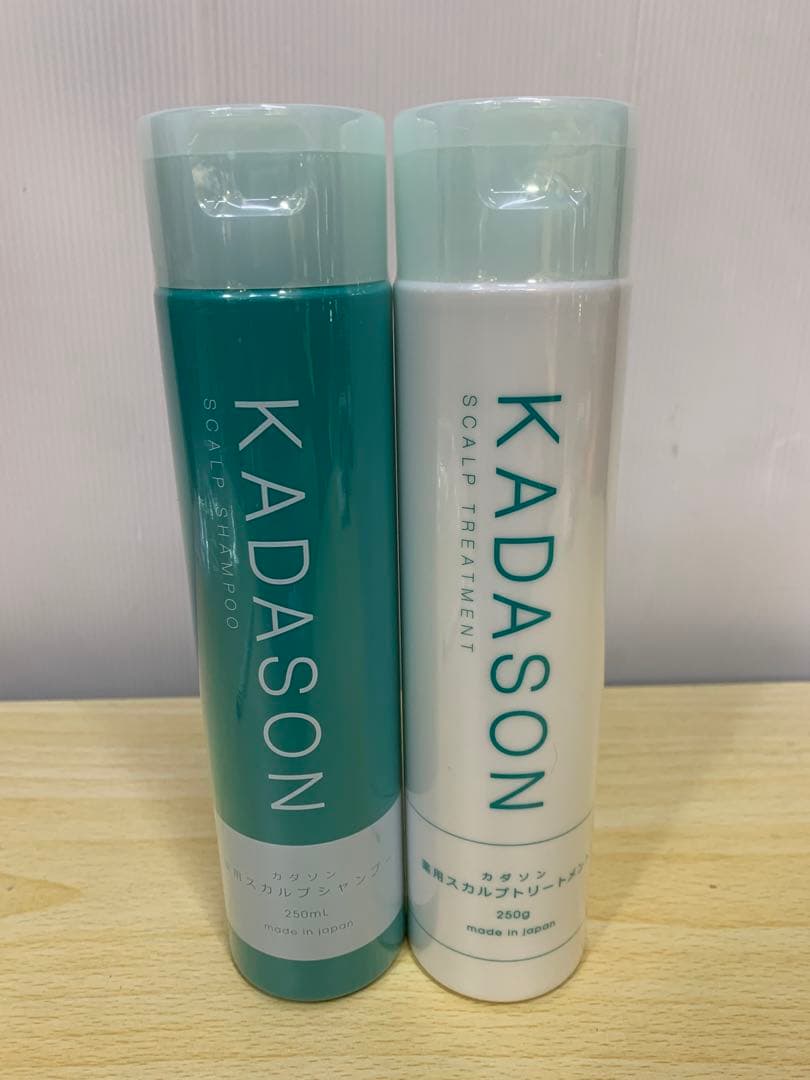 KADASON
SCALP SHAMPOO
カダソン
薬用スカルプシャンプー
250mL
made in japan
KADASON
SCALP TREATMENT
カダソン
薬用スカルプトリートメント
250g
made in japan